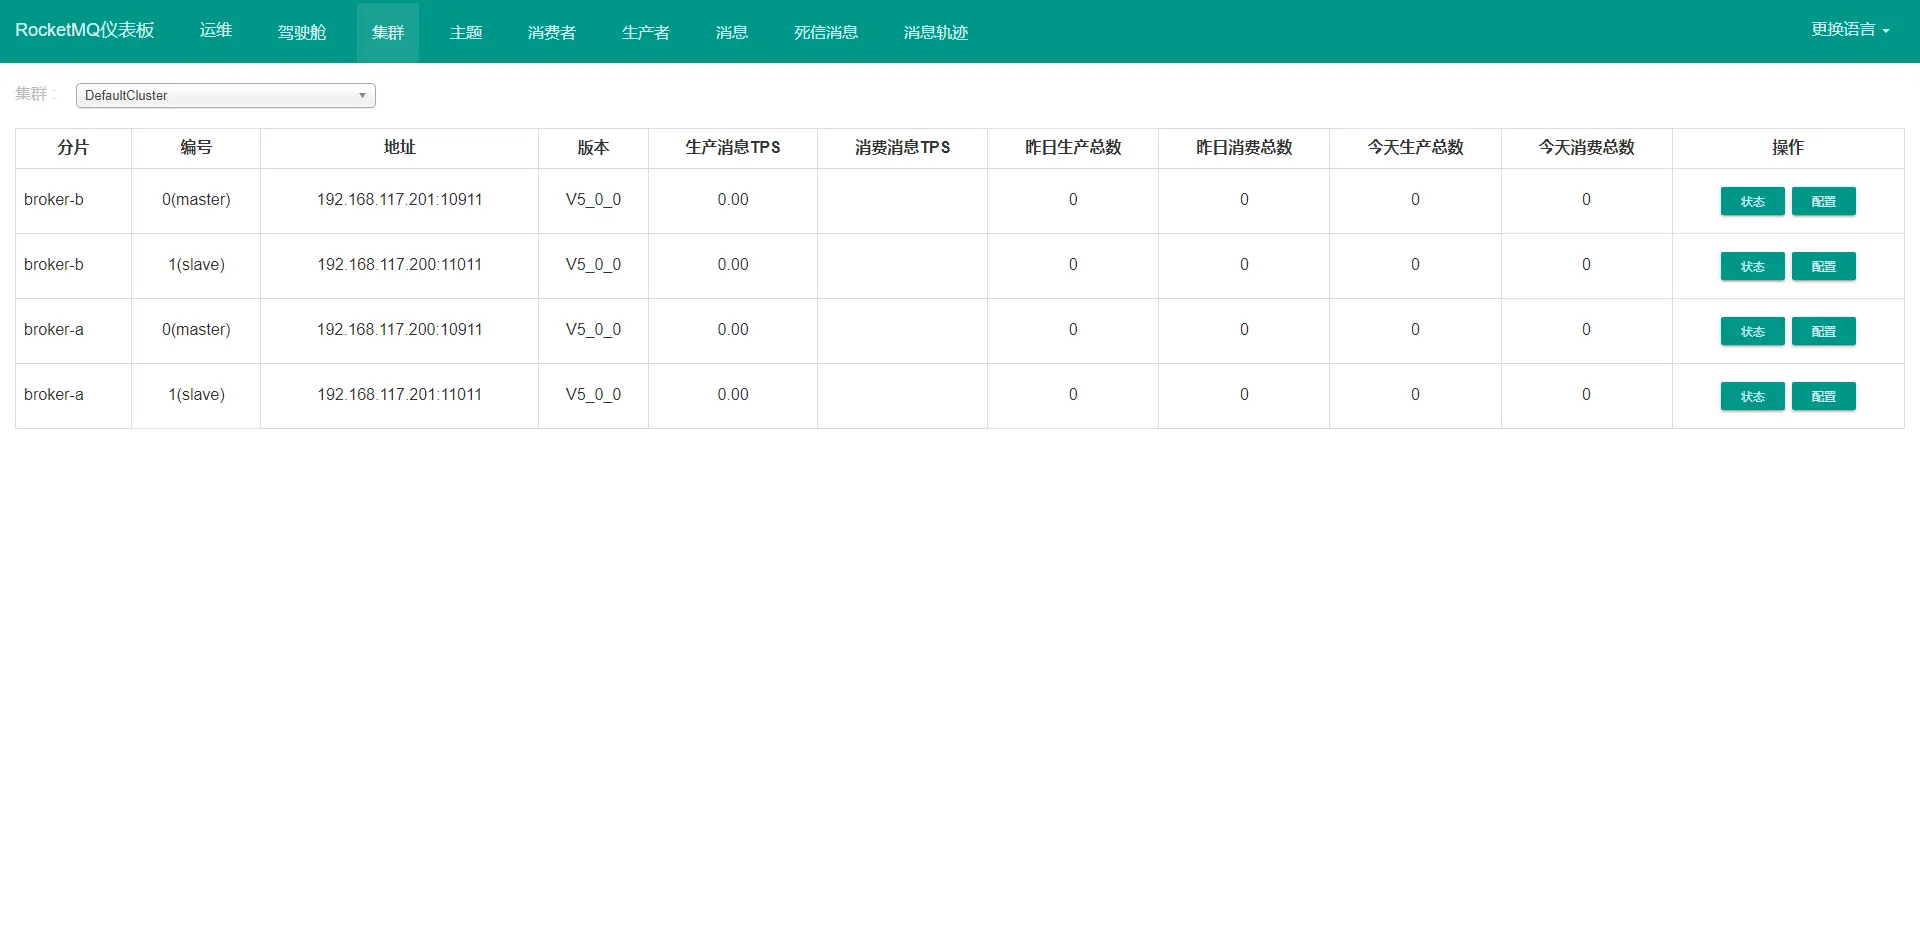 RocketMQ仪表板 运维 驾驶舱 集群 主题 消费者 生产者 消息 死信消息 消息轨迹 更换语言
集群 : DefaultCluster
分片 编号 地址 版本 生产消息TPS 消费消息TPS 昨日生产总数 昨日消费总数 今天生产总数 今天消费总数 操作
broker-b 0(master) 192.168.117.201:10911 V5_0_0 0.00 0 0 0 0 状态 配置
broker-b 1(slave) 192.168.117.200:11011 V5_0_0 0.00 0 0 0 0 状态 配置
broker-a 0(master) 192.168.117.200:10911 V5_0_0 0.00 0 0 0 0 状态 配置
broker-a 1(slave) 192.168.117.201:11011 V5_0_0 0.00 0 0 0 0 状态 配置